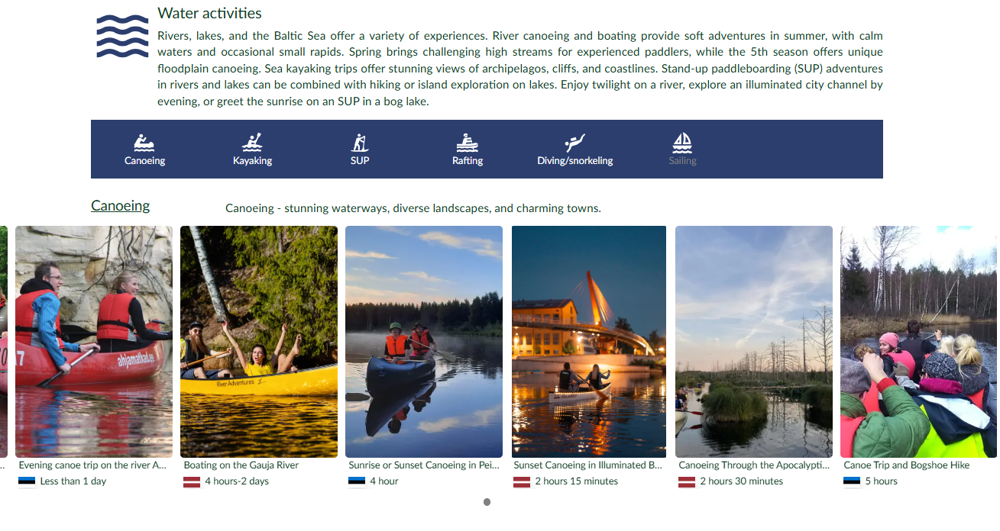 Water activities
Rivers, lakes, and the Baltic Sea offer a variety of experiences. River canoeing and boating provide soft adventures in summer, with calm
waters and occasional small rapids. Spring brings challenging high streams for experienced paddlers, while the 5th season offers unique
floodplain canoeing. Sea kayaking trips offer stunning views of archipelagos, cliffs, and coastlines. Stand-up paddleboarding (SUP) adventures
in rivers and lakes can be combined with hiking or island exploration on lakes. Enjoy twilight on a river, explore an illuminated city channel by
evening, or greet the sunrise on an SUP in a bog lake.
Canoeing Kayaking SUP Rafting Diving/snorkeling Sailing
Canoeing Canoeing - stunning waterways, diverse landscapes, and charming towns.
ahjamatkad.ee
River Adventures
... Evening canoe trip on the river A... Boating on the Gauja River Sunrise or Sunset Canoeing in Pei... Sunset Canoeing in Illuminated B... Canoeing Through the Apocalypti... Canoe Trip and Bogshoe Hike
Less than 1 day 4 hours-2 days 4 hour 2 hours 15 minutes 2 hours 30 minutes 5 hours